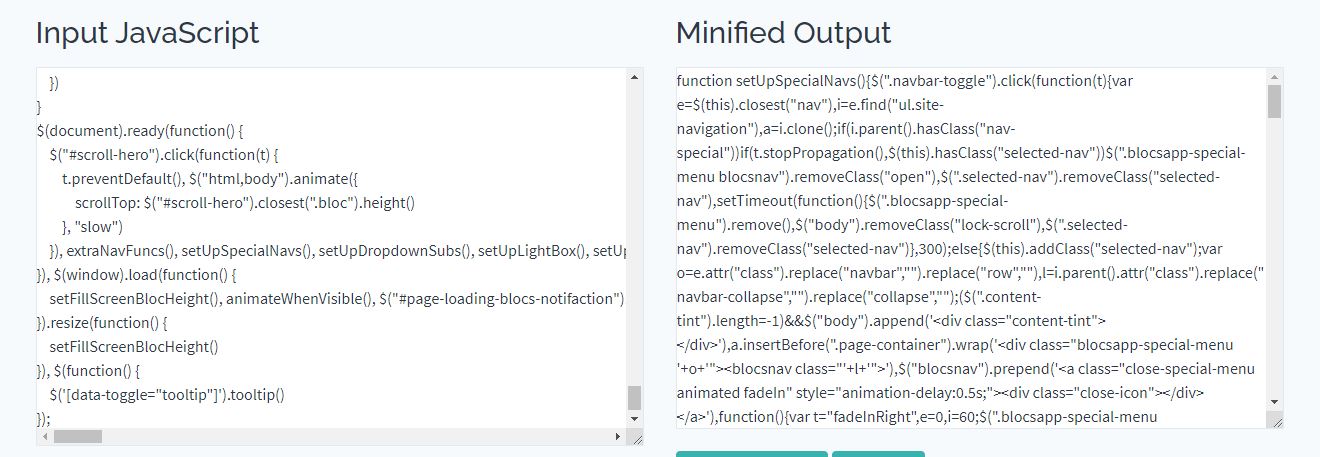 Input JavaScript
})
}
$(document).ready(function() {
$("#scroll-hero").click(function(t) {
t.preventDefault(), $("html,body").animate({
scrollTop: $("#scroll-hero").closest(".bloc").height()
}, "slow")
}), extraNavFuncs(), setUpSpecialNavs(), setUpDropdownSubs(), setUpLightBox(), setUp
}), $(window).load(function() {
setFillScreenBlocHeight(), animateWhenVisible(), $("#page-loading-blocs-notifaction")
}).resize(function() {
setFillScreenBlocHeight()
}), $(function() {
$('[data-toggle="tooltip"]').tooltip()
});
Minified Output
function setUpSpecialNavs(){$(".navbar-toggle").click(function(t){var
e=$(this).closest("nav"),i=e.find("ul.site-
navigation"),a=i.clone();if(i.parent().hasClass("nav-
special"))if(t.stopPropagation(),$(this).hasClass("selected-nav"))$(".blocsapp-special-
menu blocsnav").removeClass("open"),$(".selected-nav").removeClass("selected-
nav"),setTimeout(function(){$(".blocsapp-special-
menu").remove(),$("body").removeClass("lock-scroll"),$(".selected-
nav").removeClass("selected-nav")},300);else{$(this).addClass("selected-nav");var
o=e.attr("class").replace("navbar","").replace("row",""),l=i.parent().attr("class").replace("
navbar-collapse","").replace("collapse","");($(".content-
tint").length=-1)&&$("body").append('<div class="content-tint">
</div>'),a.insertBefore(".page-container").wrap('<div class="blocsapp-special-menu
'+o+'"><blocsnav class="'+l+'">'),$("blocsnav").prepend('<a class="close-special-menu
animated fadeIn" style="animation-delay:0.5s;"><div class="close-icon"></div>
</a>'),function(){var t="fadeInRight",e=0,i=60;$(".blocsapp-special-menu